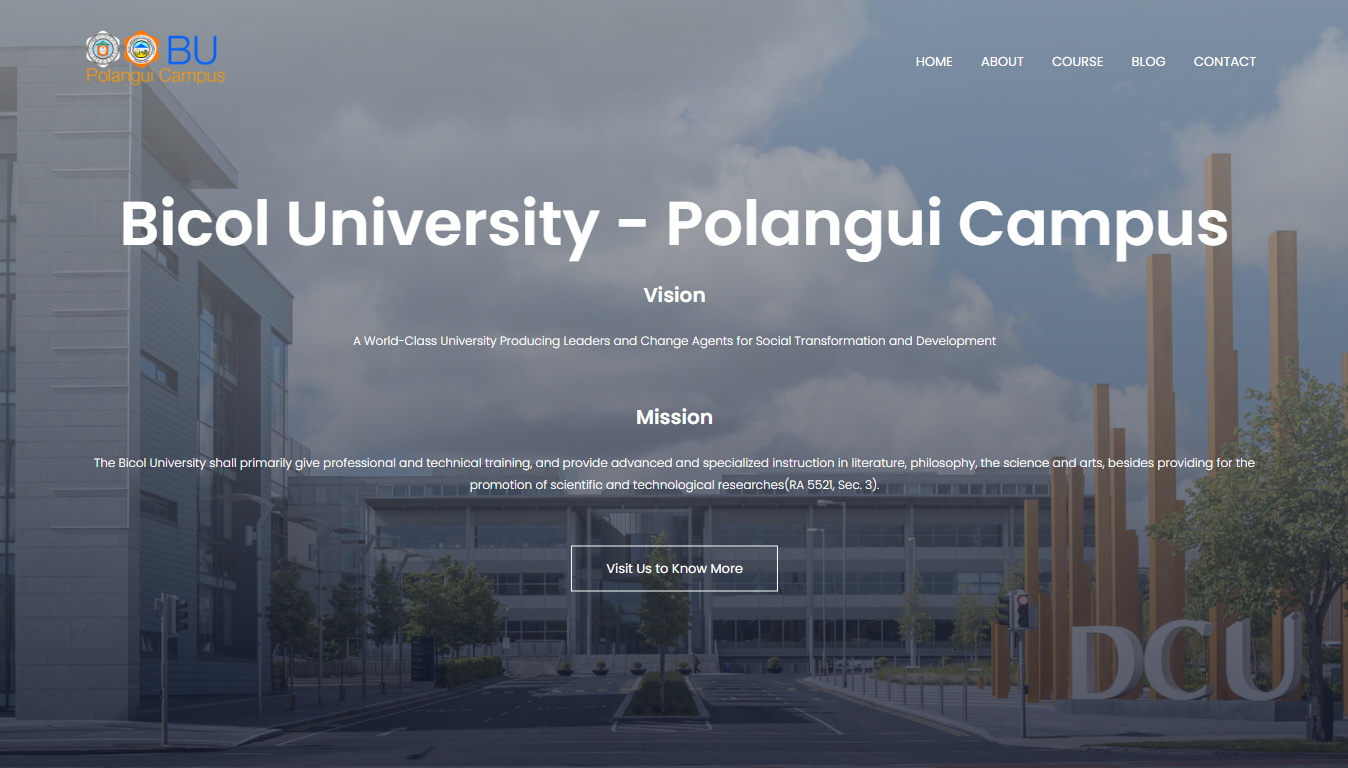 BU
Polangui Campus
HOME ABOUT COURSE BLOG CONTACT
Bicol University - Polangui Campus
Vision
A World-Class University Producing Leaders and Change Agents for Social Transformation and Development
Mission
The Bicol University shall primarily give professional and technical training, and provide advanced and specialized instruction in literature, philosophy, the science and arts, besides providing for the
promotion of scientific and technological researches(RA 5521, Sec. 3).
Visit Us to Know More
DCU